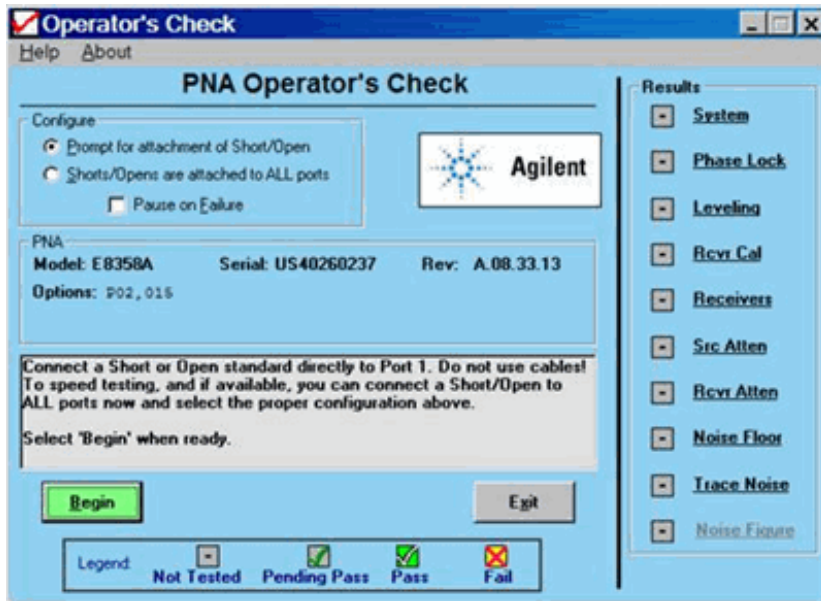 Operator's Check
Help About
PNA Operator's Check
Configure
Prompt for attachment of Short/Open
Shorts/Opens are attached to ALL ports
Pause on Failure
Agilent
PNA
Model: E8358A Serial: US40260237 Rev: A.08.33.13
Options: P02,015
Connect a Short or Open standard directly to Port 1. Do not use cables!
To speed testing, and if available, you can connect a Short/Open to
ALL ports now and select the proper configuration above.
Select 'Begin' when ready.
Begin
Exit
Legend:
Not Tested Pending Pass Pass Fail
Results
System
Phase Lock
Leveling
Rcvr Cal
Receivers
Src Atten
Rcvr Atten
Noise Floor
Trace Noise
Noise Figure